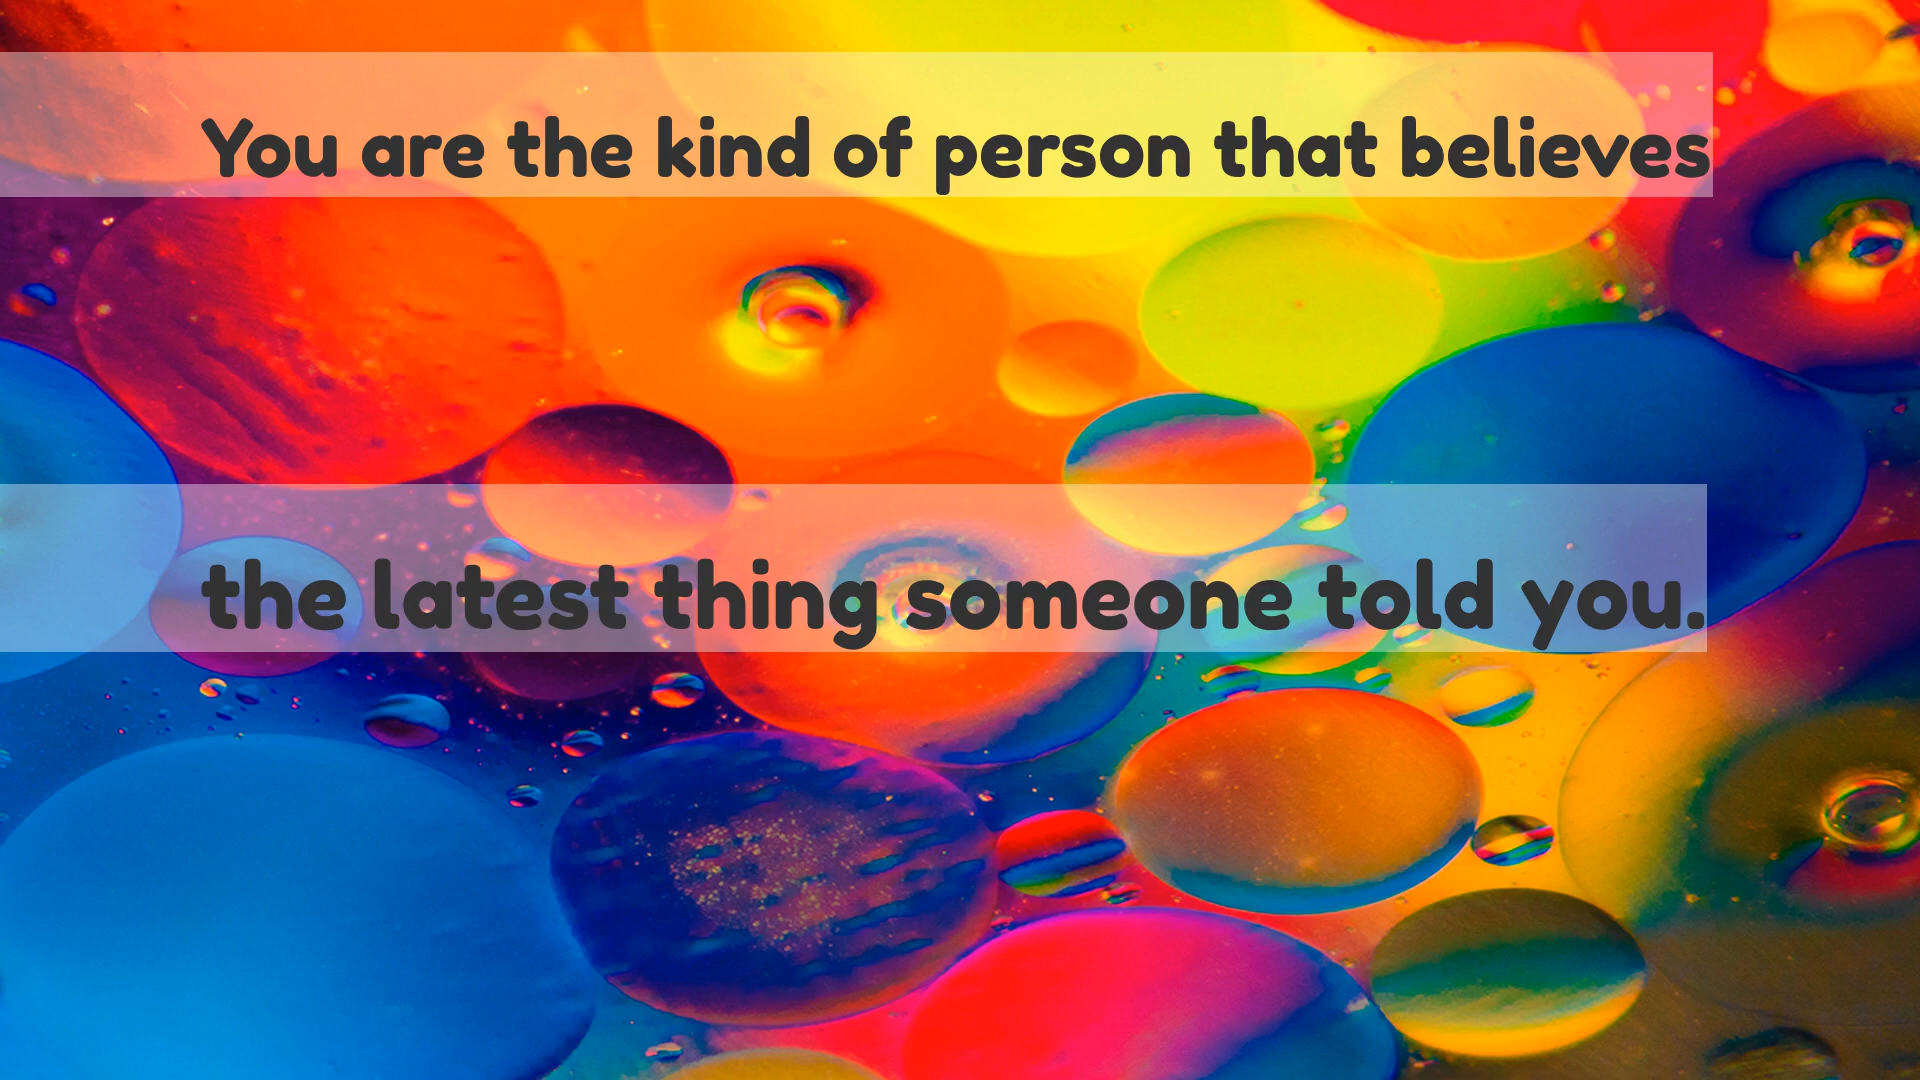 You are the kind of person that believes
the latest thing someone told you.